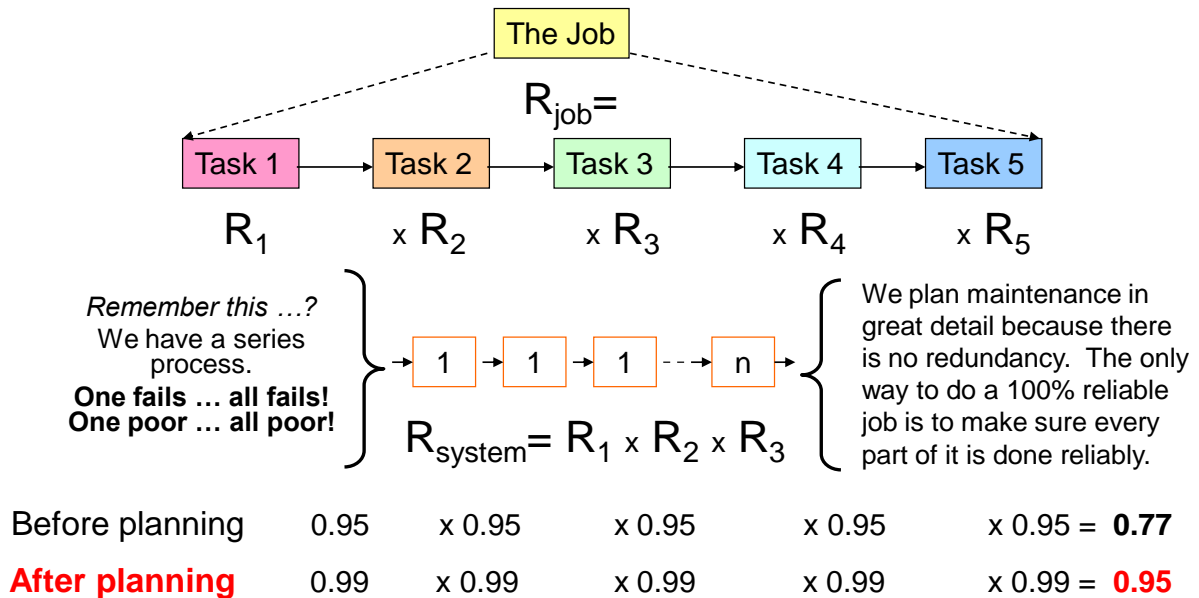 The Job
R_job=
Task 1 Task 2 Task 3 Task 4 Task 5
R₁ x R₂ x R₃ x R₄ x R₅
Remember this …?
We have a series
process.
One fails … all fails!
One poor … all poor!
1 1 1 n
R_system= R₁ x R₂ x R₃
We plan maintenance in
great detail because there
is no redundancy. The only
way to do a 100% reliable
job is to make sure every
part of it is done reliably.
Before planning 0.95 x 0.95 x 0.95 x 0.95 x 0.95 = 0.77
After planning 0.99 x 0.99 x 0.99 x 0.99 x 0.99 = 0.95